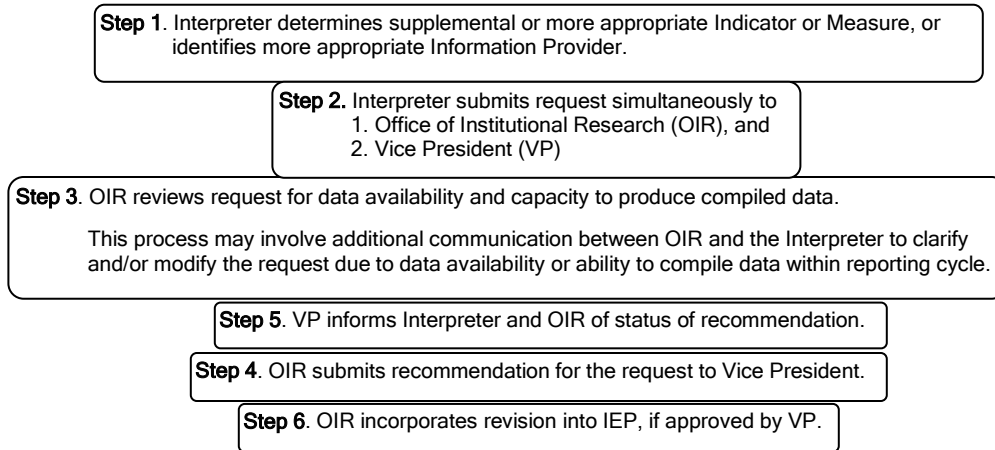 Step 1. Interpreter determines supplemental or more appropriate Indicator or Measure, or
identifies more appropriate Information Provider.
Step 2. Interpreter submits request simultaneously to
1. Office of Institutional Research (OIR), and
2. Vice President (VP)
Step 3. OIR reviews request for data availability and capacity to produce compiled data.
This process may involve additional communication between OIR and the Interpreter to clarify
and/or modify the request due to data availability or ability to compile data within reporting cycle.
Step 5. VP informs Interpreter and OIR of status of recommendation.
Step 4. OIR submits recommendation for the request to Vice President.
Step 6. OIR incorporates revision into IEP, if approved by VP.